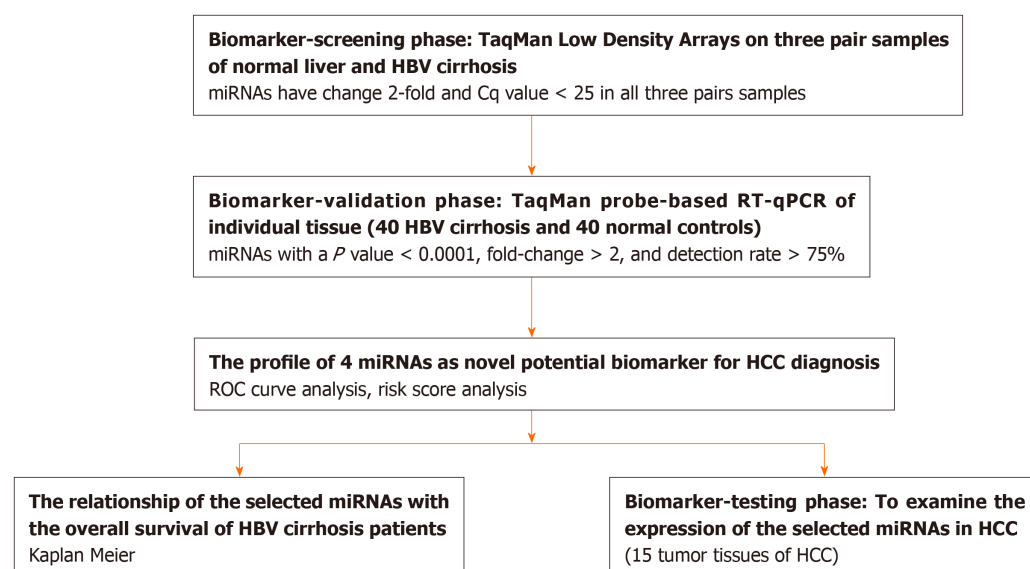 Biomarker-screening phase: TaqMan Low Density Arrays on three pair samples
of normal liver and HBV cirrhosis
miRNAs have change 2-fold and Cq value < 25 in all three pairs samples
Biomarker-validation phase: TaqMan probe-based RT-qPCR of
individual tissue (40 HBV cirrhosis and 40 normal controls)
miRNAs with a P value < 0.0001, fold-change > 2, and detection rate > 75%
The profile of 4 miRNAs as novel potential biomarker for HCC diagnosis
ROC curve analysis, risk score analysis
The relationship of the selected miRNAs with
the overall survival of HBV cirrhosis patients
Kaplan Meier
Biomarker-testing phase: To examine the
expression of the selected miRNAs in HCC
(15 tumor tissues of HCC)